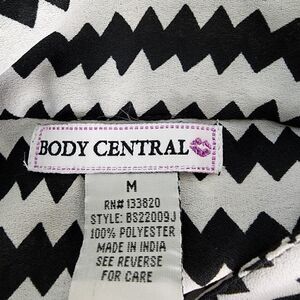 BODY CENTRAL
M
RN# 133820
STYLE: BS22009J
100% POLYESTER
MADE IN INDIA
SEE REVERSE
FOR CARE